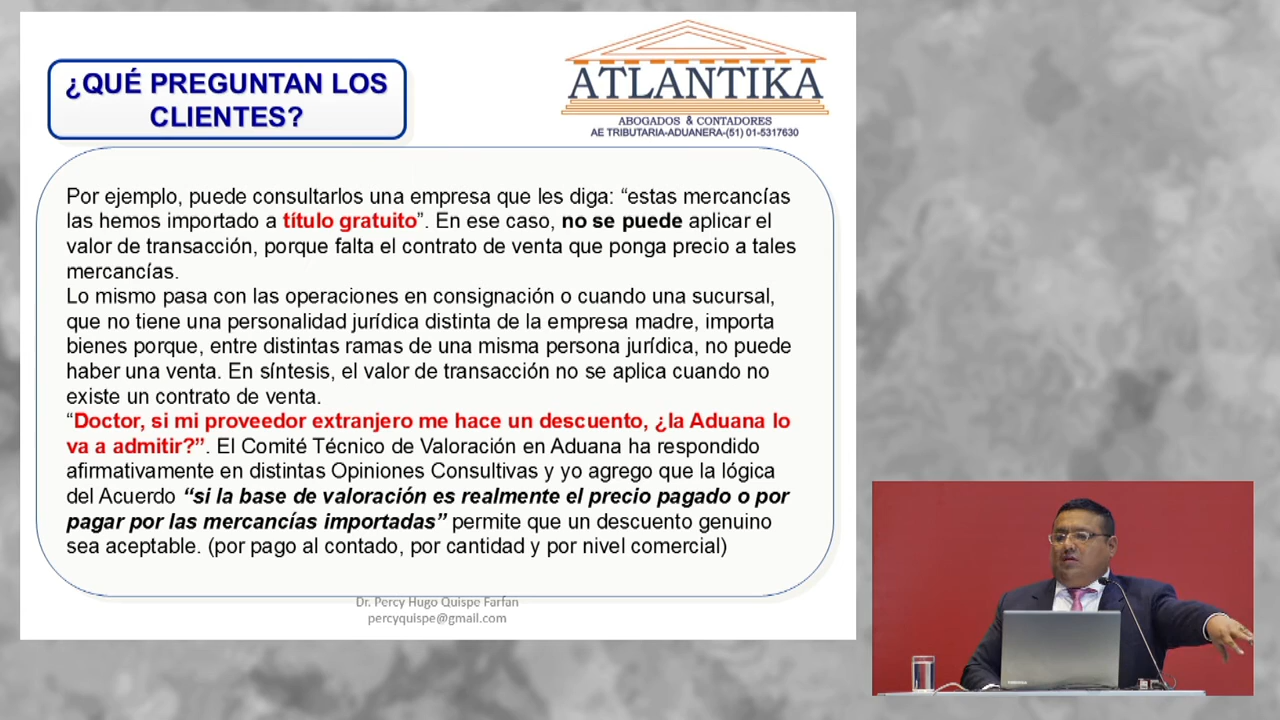 ¿QUÉ PREGUNTAN LOS
CLIENTES?
ATLANTIKA
ABOGADOS & CONTADORES
AE TRIBUTARIA-ADUANERA-(51) 01-5317630
Por ejemplo, puede consultarlos una empresa que les diga: “estas mercancías
las hemos importado a título gratuito”. En ese caso, no se puede aplicar el
valor de transacción, porque falta el contrato de venta que ponga precio a tales
mercancías.
Lo mismo pasa con las operaciones en consignación o cuando una sucursal,
que no tiene una personalidad jurídica distinta de la empresa madre, importa
bienes porque, entre distintas ramas de una misma persona jurídica, no puede
haber una venta. En síntesis, el valor de transacción no se aplica cuando no
existe un contrato de venta.
“Doctor, si mi proveedor extranjero me hace un descuento, ¿la Aduana lo
va a admitir?”. El Comité Técnico de Valoración en Aduana ha respondido
afirmativamente en distintas Opiniones Consultivas y yo agrego que la lógica
del Acuerdo “si la base de valoración es realmente el precio pagado o por
pagar por las mercancías importadas” permite que un descuento genuino
sea aceptable. (por pago al contado, por cantidad y por nivel comercial)
Dr. Percy Hugo Quispe Farfan
percyquispe@gmail.com